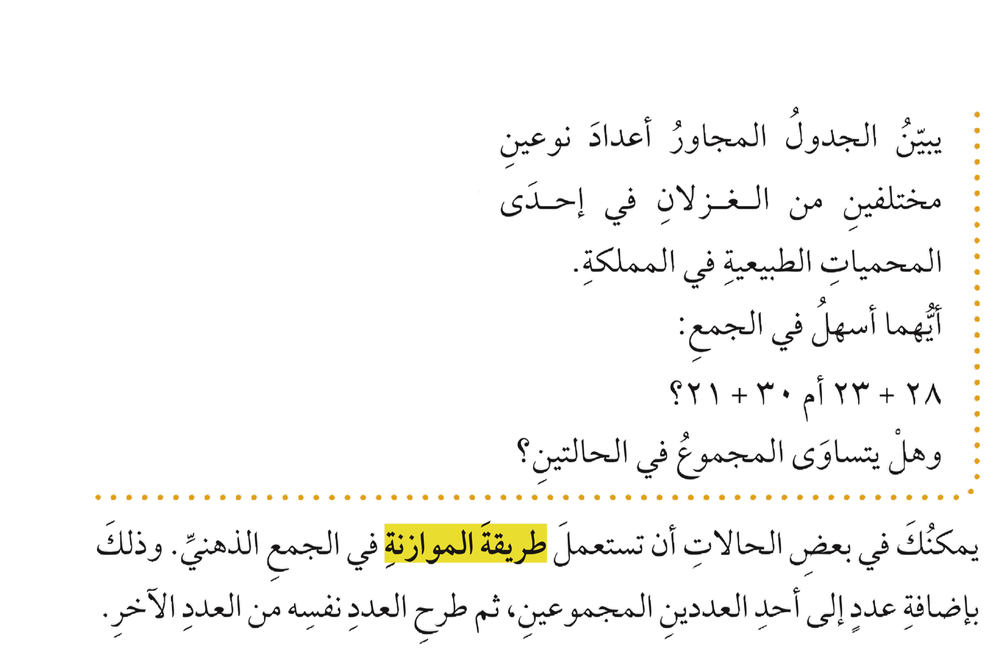 يبيّنُ الجدولُ المجاورُ أعدادَ نوعينِ
مختلفينِ من الـغـزلانِ في إحـدَى
المحمياتِ الطبيعيةِ في المملكةِ.
أيُّهما أسهلُ في الجمعِ:
٢٨ + ٢٣ أم ٣٠ + ٢١؟
وهلْ يتساوَى المجموعُ في الحالتينِ؟
يمكنُكَ في بعضِ الحالاتِ أن تستعملَ طريقةَ الموازنةِ في الجمعِ الذهنيِّ. وذلكَ
بإضافةِ عددٍ إلى أحدِ العددينِ المجموعينِ، ثم طرحِ العددِ نفسِه من العددِ الآخرِ.